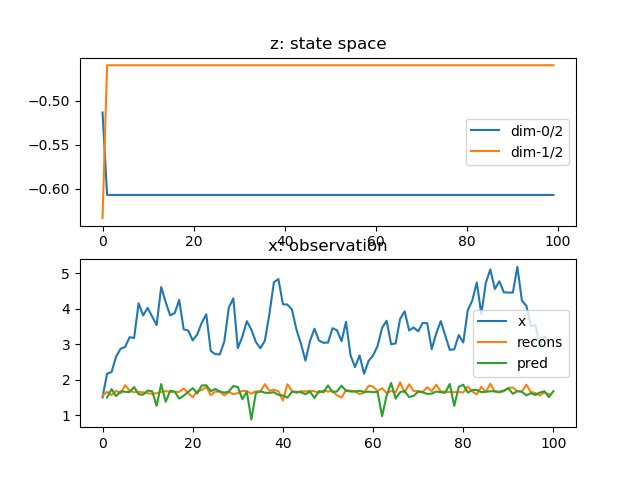 z: state space
−0.50
−0.55
−0.60
dim-0/2
dim-1/2
0 20 40 60 80 100
x: observation
5
4
3
2
1
x
recons
pred
0 20 40 60 80 100